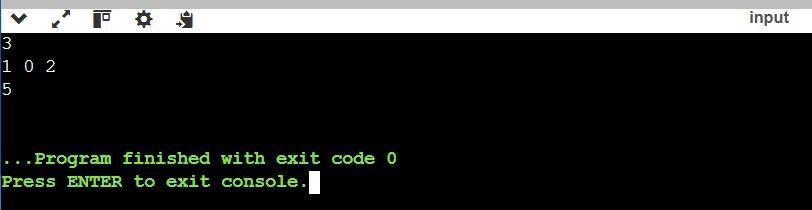 input
3
1 0 2
5
...Program finished with exit code 0
Press ENTER to exit console.